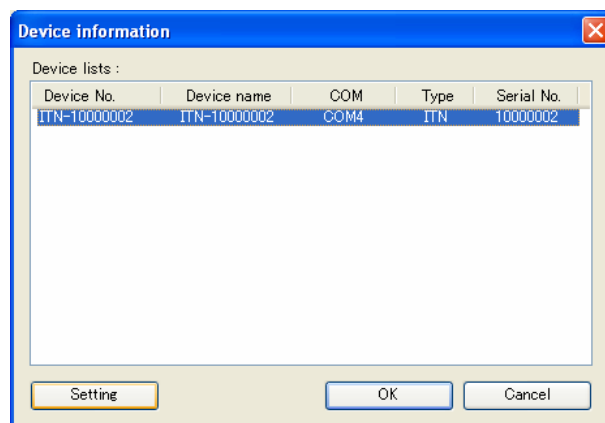 Device information
Device lists :
Device No. Device name COM Type Serial No.
ITN-10000002 ITN-10000002 COM4 ITN 10000002
Setting OK Cancel